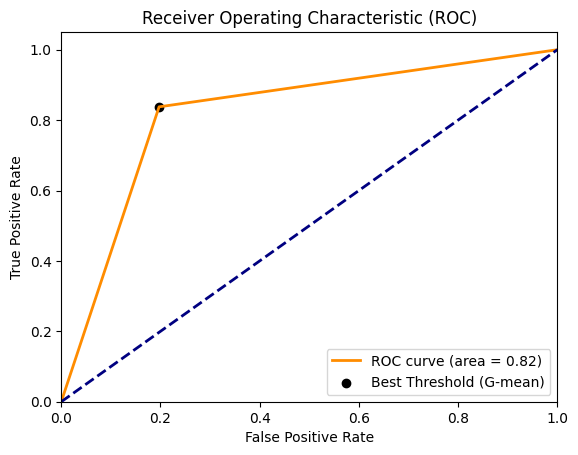 Receiver Operating Characteristic (ROC)
1.0
0.8
0.6
0.4
0.2
0.0
True Positive Rate
ROC curve (area = 0.82)
Best Threshold (G-mean)
0.0 0.2 0.4 0.6 0.8 1.0
False Positive Rate